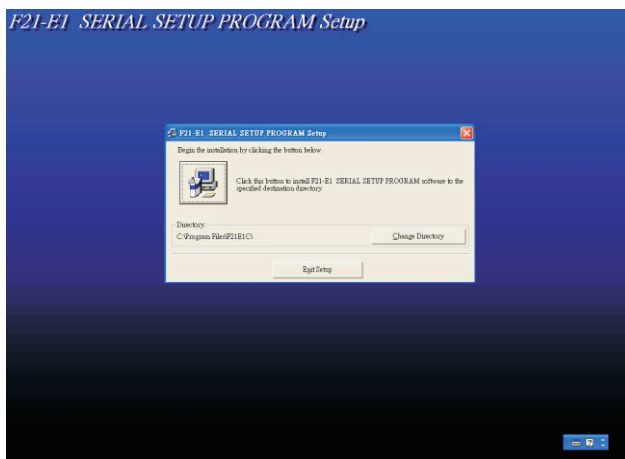 F21-E1 SERIAL SETUP PROGRAM Setup
F21-E1 SERIAL SETUP PROGRAM Setup
Begin the installation by clicking the button below.
Click this button to install F21-E1 SERIAL SETUP PROGRAM software to the
specified destination directory.
Directory:
C:\Program Files\F21E1C\
Change Directory
Exit Setup